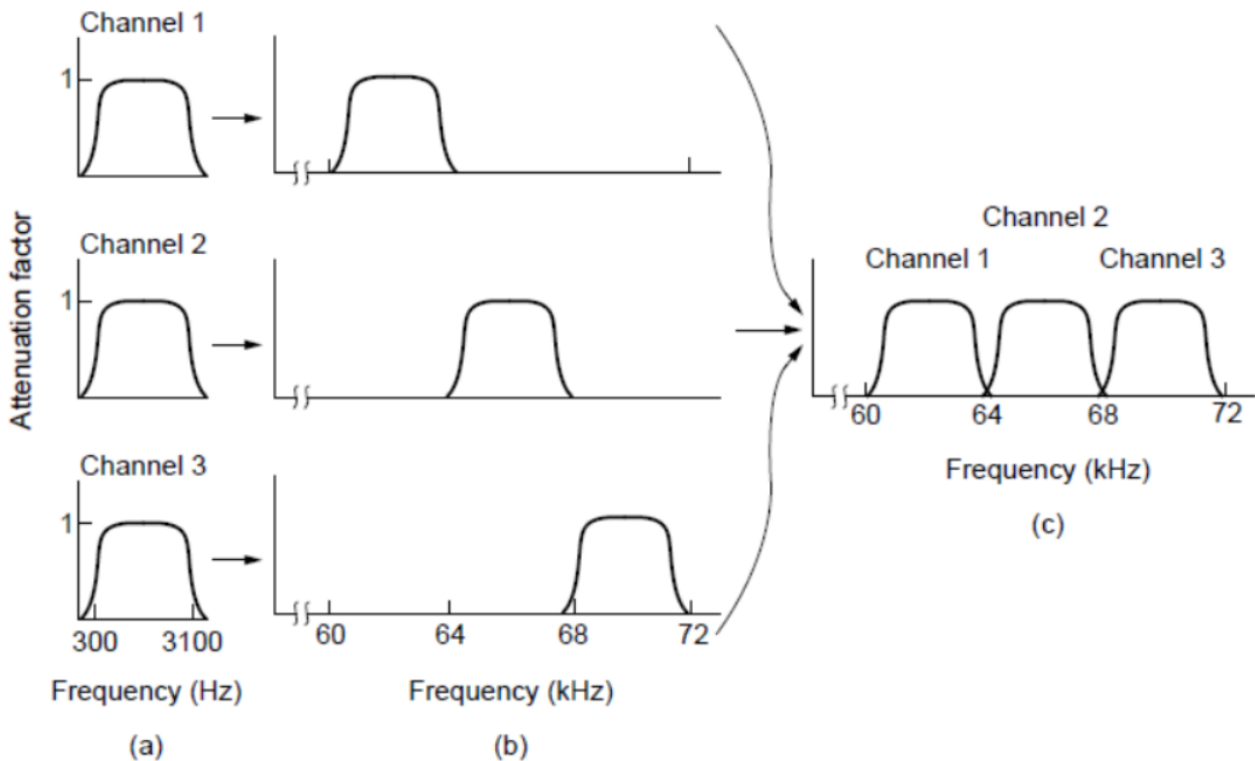 Channel 1
1
Attenuation factor
Channel 2
1
Channel 3
1
300 3100
Frequency (Hz)
(a)
60 64 68 72
Frequency (kHz)
(b)
Channel 2
Channel 1 Channel 3
60 64 68 72
Frequency (kHz)
(c)